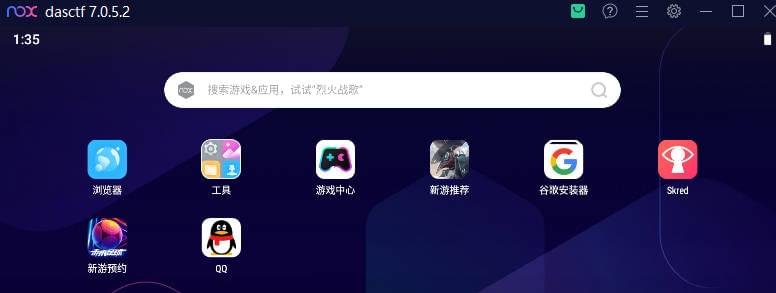 nox dasctf 7.0.5.2
1:35
nox 搜索游戏&应用，试试"烈火战歌"
浏览器
工具
游戏中心
新游推荐
谷歌安装器
Skred
新游预约
QQ